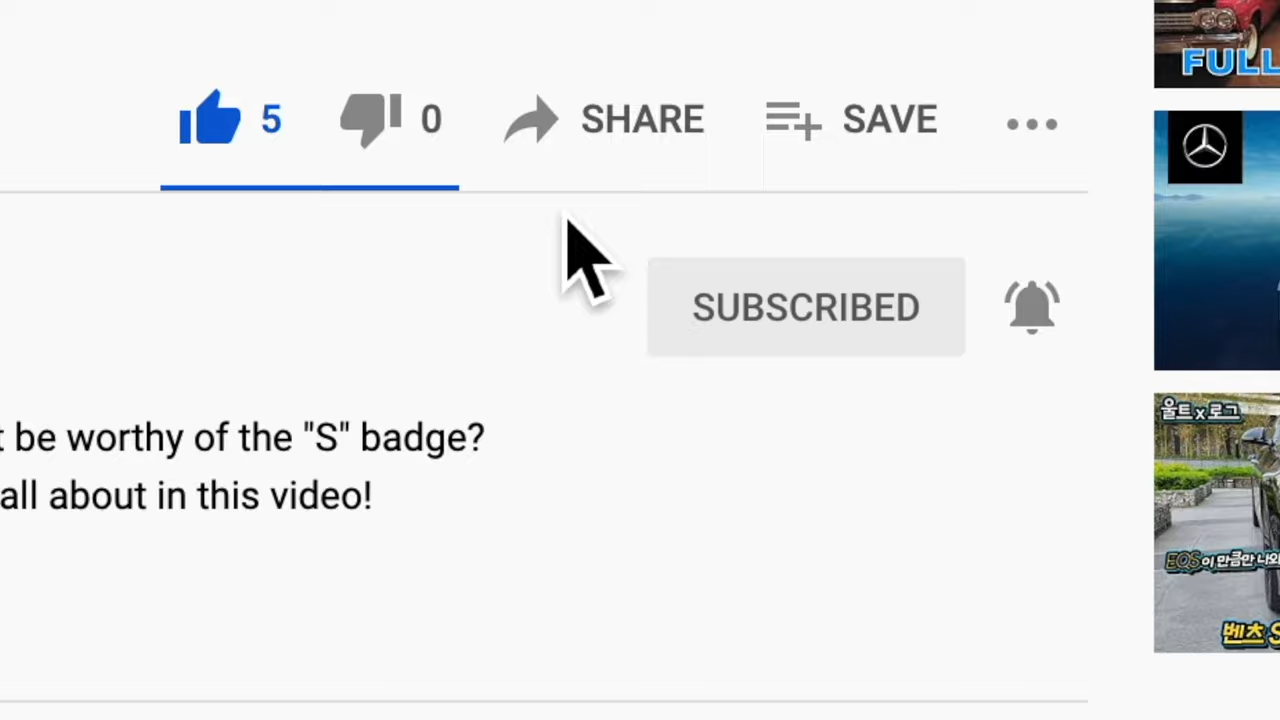 FULL
5 0 SHARE SAVE
SUBSCRIBED
울트x로그
be worthy of the "S" badge?
all about in this video!
EQS이 만큼만 나와
벤츠 S